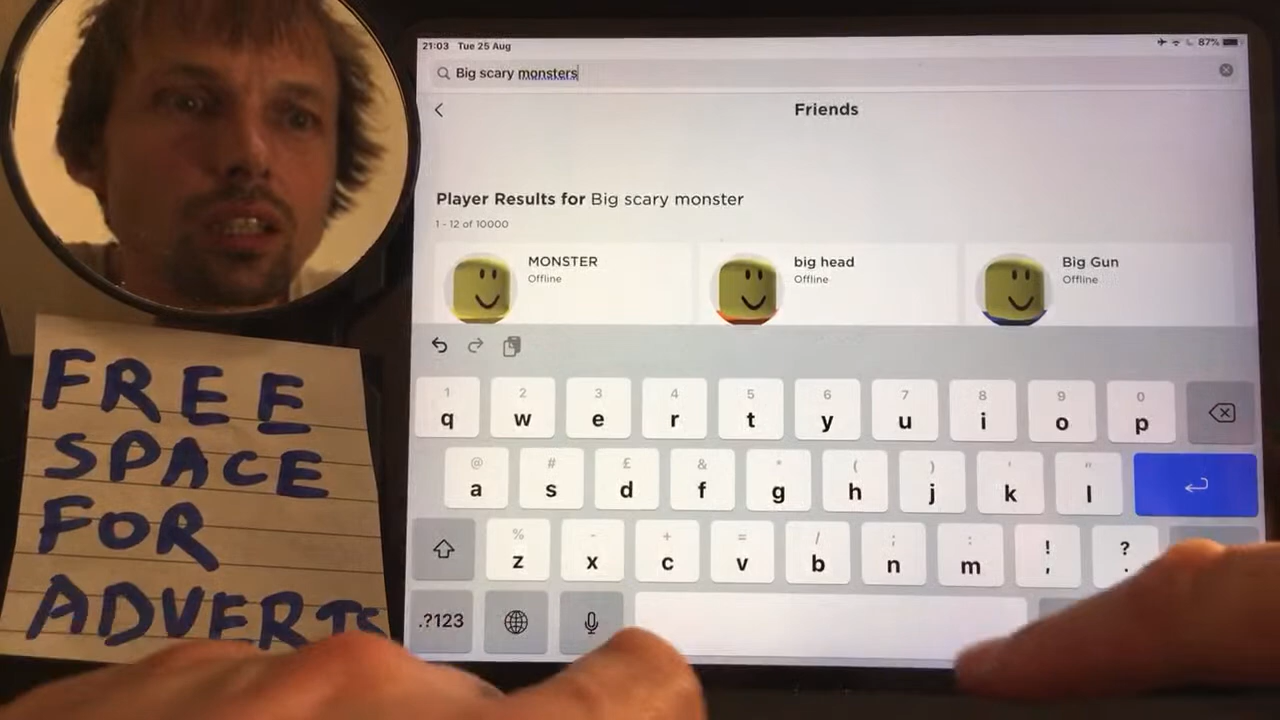 21:03 Tue 25 Aug
87%
Big scary monsters
Friends
Player Results for Big scary monster
1 - 12 of 10000
MONSTER
Offline
big head
Offline
Big Gun
Offline
FREE
SPACE
FOR
ADVERTS
1 2 3 4 5 6 7 8 9 0
q w e r t y u i o p
@ # £ & * ( ) ' "
a s d f g h j k l
% - + = / ; : ! ?
z x c v b n m , .
.?123